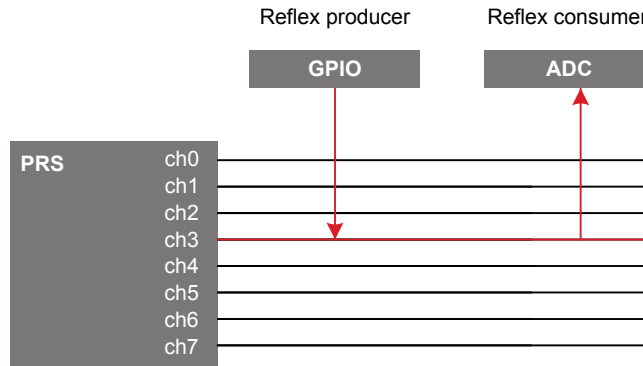 Reflex producer Reflex consumer
GPIO ADC
PRS ch0
ch1
ch2
ch3
ch4
ch5
ch6
ch7